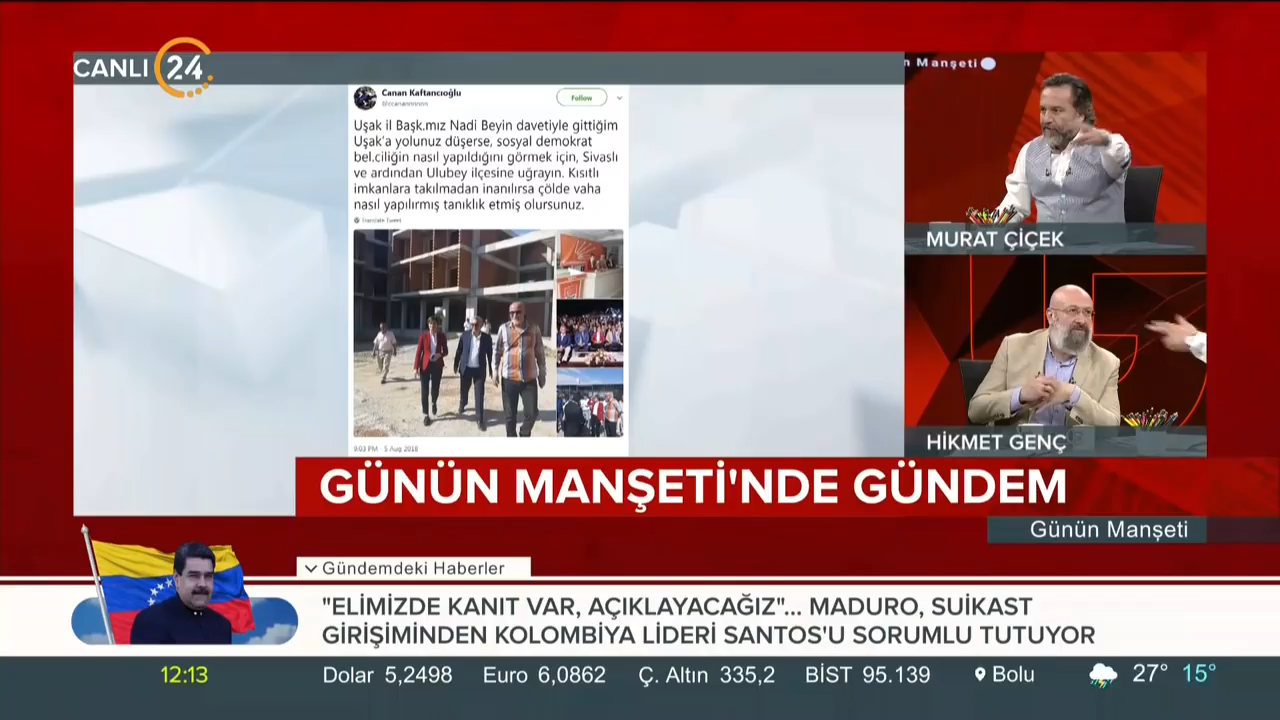 CANLI 24
n Manşeti
Canan Kaftancıoğlu
Follow
Uşak il Başk.mız Nadi Beyin davetiyle gittiğim
Uşak'a yolunuz düşerse, sosyal demokrat
bel.ciliğin nasıl yapıldığını görmek için, Sivaslı
ve ardından Ulubey ilçesine uğrayın. Kısıtlı
imkanlara takılmadan inanılırsa çölde vaha
nasıl yapılırmış tanıklık etmiş olursunuz.
Translate Tweet
9:03 PM - 5 Aug 2018
MURAT ÇİÇEK
HİKMET GENÇ
GÜNÜN MANŞETİ'NDE GÜNDEM
Günün Manşeti
Gündemdeki Haberler
"ELİMİZDE KANIT VAR, AÇIKLAYACAĞIZ"... MADURO, SUİKAST
GİRİŞİMİNDEN KOLOMBİYA LİDERİ SANTOS'U SORUMLU TUTUYOR
12:13 Dolar 5,2498 Euro 6,0862 Ç. Altın 335,2 BİST 95.139 Bolu 27° 15°